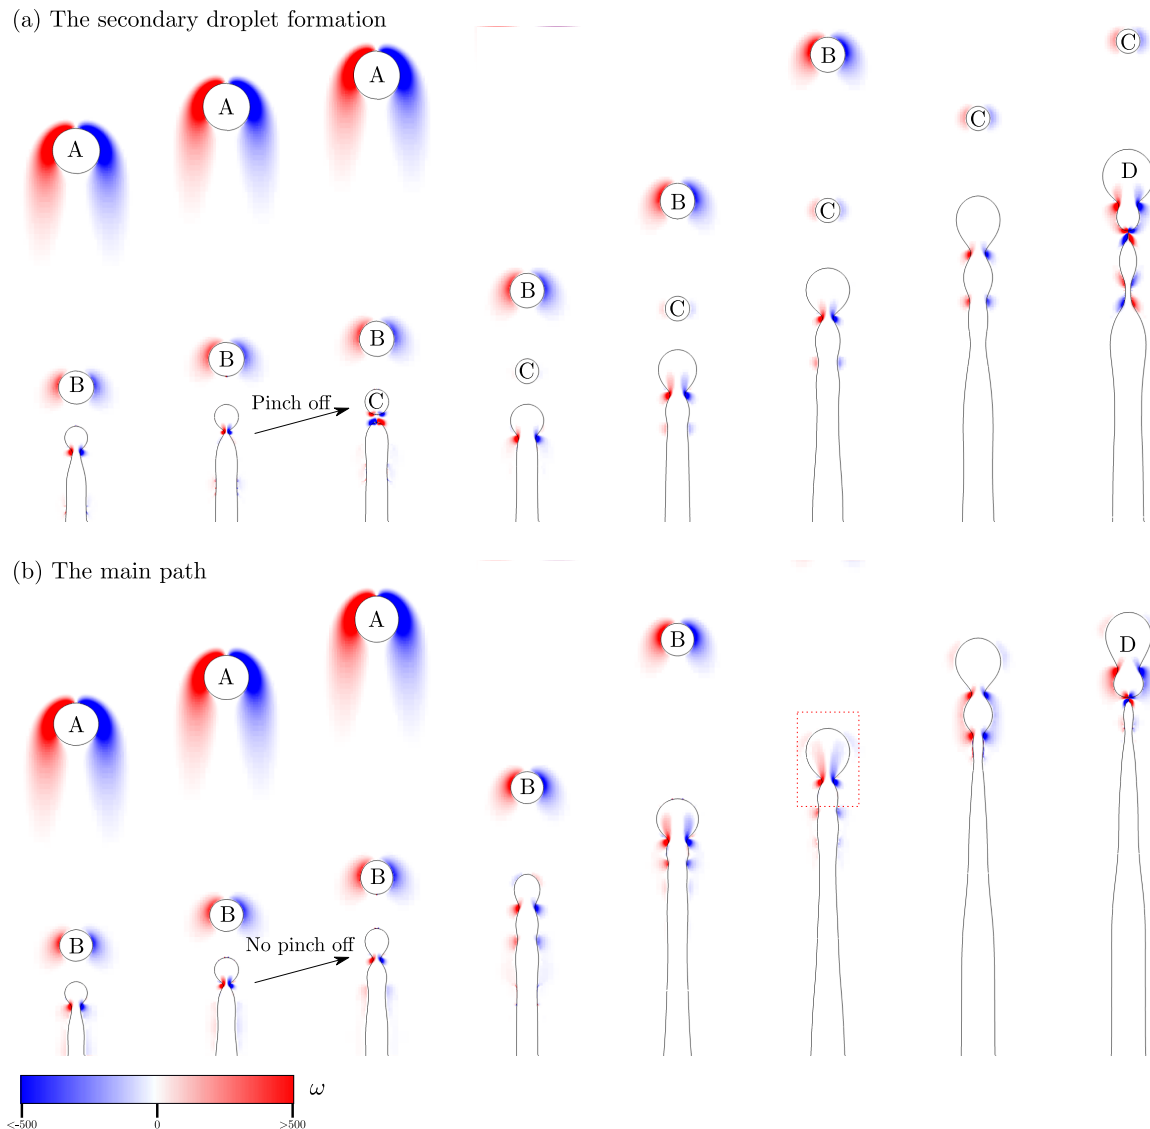 (a) The secondary droplet formation
A
A
A
B
B
B
B
B
B
C
C
C
C
C
C
D
Pinch off
(b) The main path
A
A
A
B
B
B
B
B
D
No pinch off
ω
<-500
0
>500